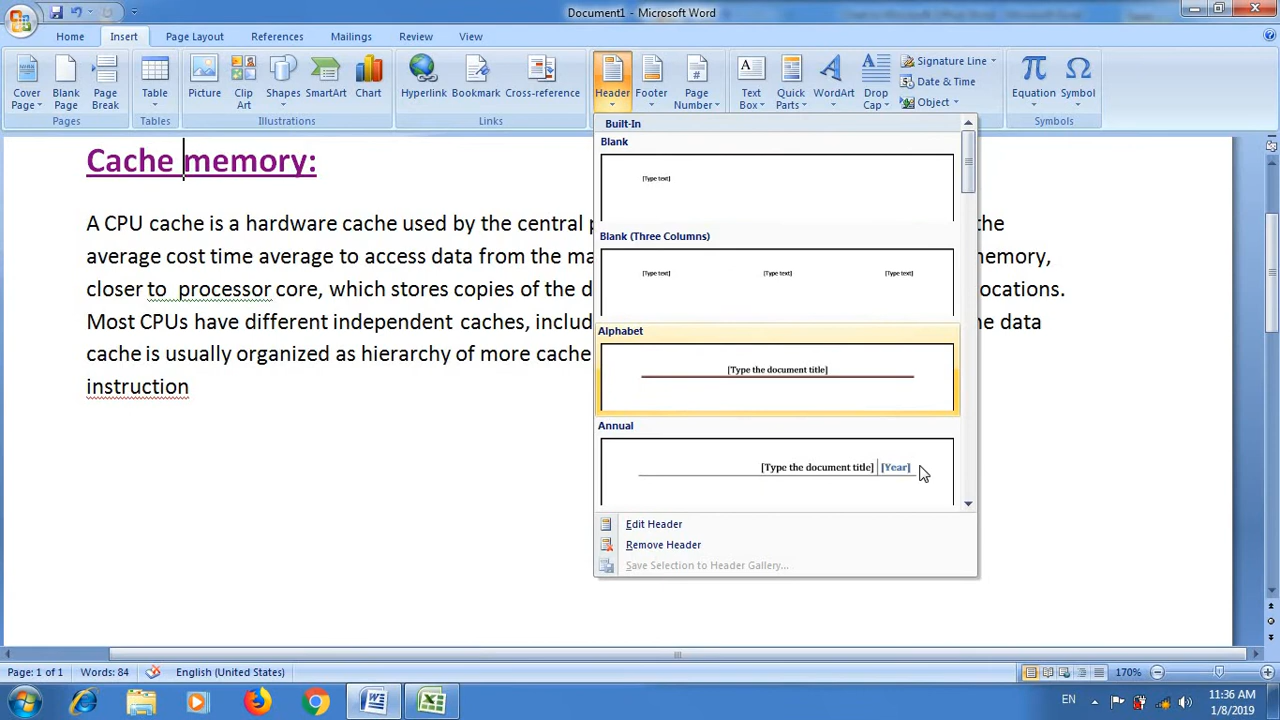 Document1 - Microsoft Word
Home Insert Page Layout References Mailings Review View
Cover Page
Blank Page
Page Break
Table
Picture
Clip Art
Shapes
SmartArt
Chart
Hyperlink
Bookmark
Cross-reference
Header
Footer
Page Number
Text Box
Quick Parts
WordArt
Drop Cap
Signature Line
Date & Time
Object
Equation
Symbol
Pages Tables Illustrations Links Symbols
Built-In
Blank
[Type text]
Blank (Three Columns)
[Type text] [Type text] [Type text]
Alphabet
[Type the document title]
Annual
[Type the document title] [Year]
Edit Header
Remove Header
Save Selection to Header Gallery...
Cache memory:
A CPU cache is a hardware cache used by the central p the
average cost time average to access data from the ma memory,
closer to processor core, which stores copies of the d ocations.
Most CPUs have different independent caches, includ e data
cache is usually organized as hierarchy of more cache
instruction
Page: 1 of 1 Words: 84 English (United States) 170%
EN 11:36 AM
1/8/2019